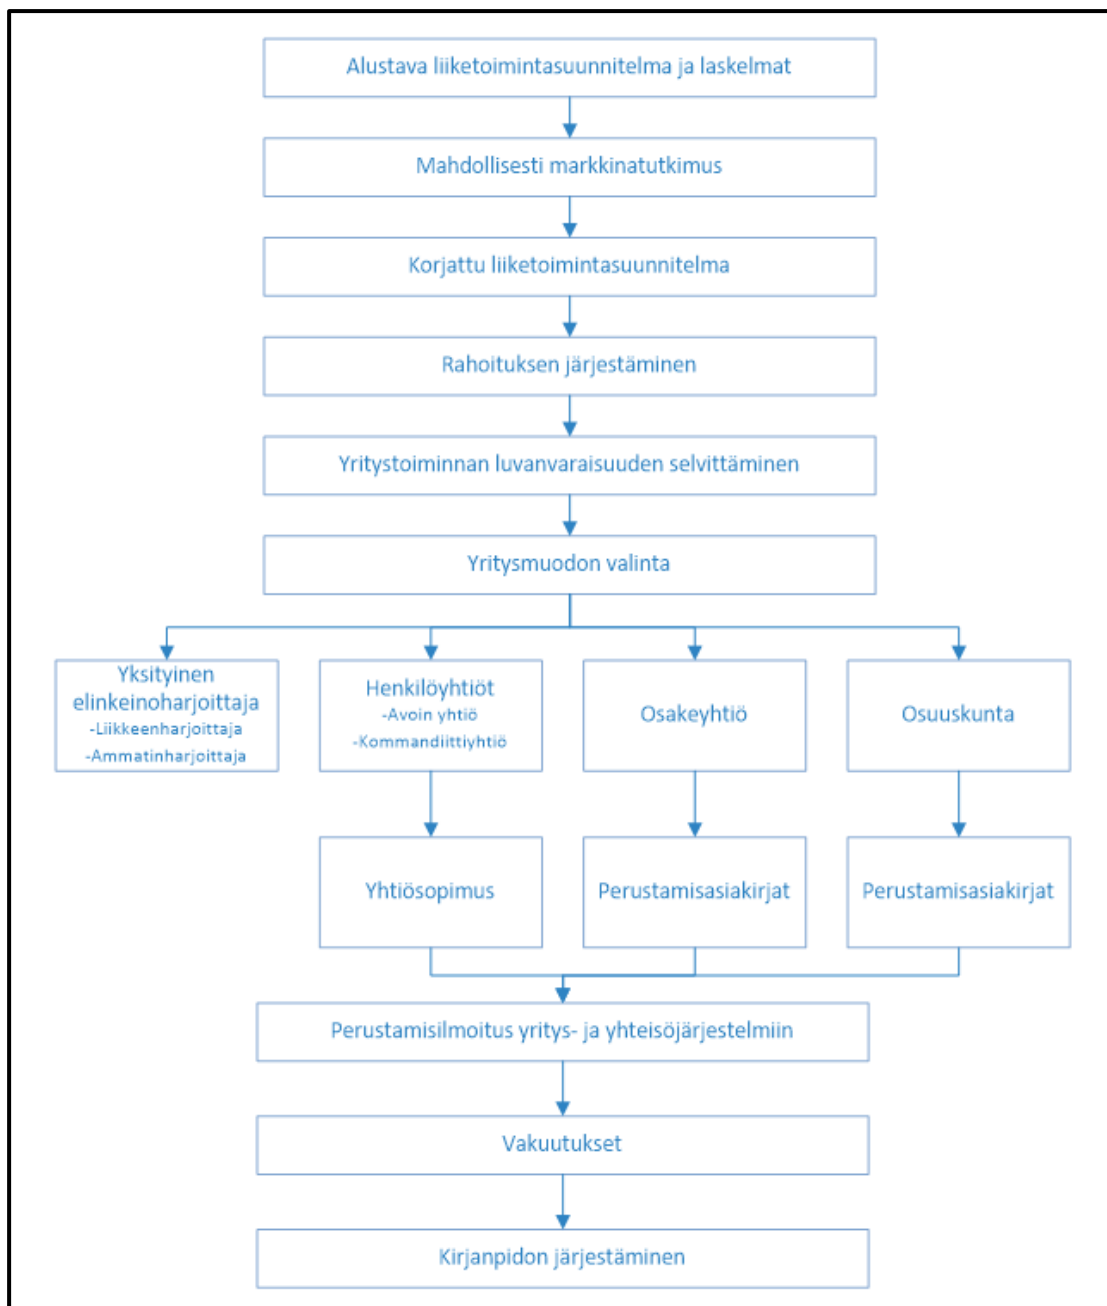 Alustava liiketoimintasuunnitelma ja laskelmat
Mahdollisesti markkinatutkimus
Korjattu liiketoimintasuunnitelma
Rahoituksen järjestäminen
Yritystoiminnan luvanvaraisuuden selvittäminen
Yritysmuodon valinta
Yksityinen
elinkeinoharjoittaja
-Liikkeenharjoittaja
-Ammatinharjoittaja
Henkilöyhtiöt
-Avoin yhtiö
-Kommandiittiyhtiö
Osakeyhtiö
Osuuskunta
Yhtiösopimus
Perustamisasiakirjat
Perustamisasiakirjat
Perustamisilmoitus yritys- ja yhteisöjärjestelmiin
Vakuutukset
Kirjanpidon järjestäminen